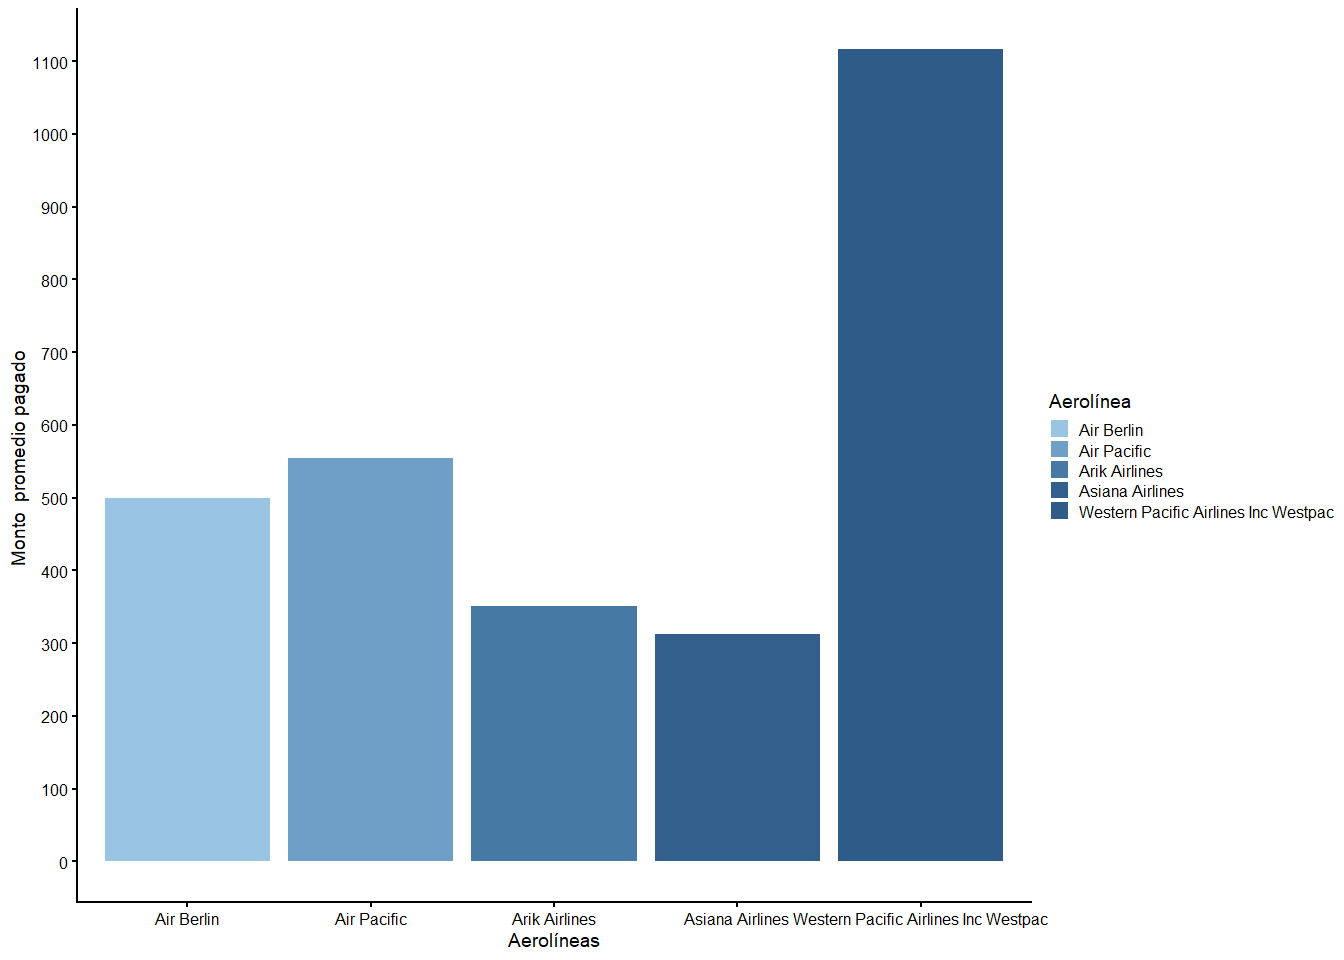 1100
1000
900
800
700
600
500
400
300
200
100
0
Monto promedio pagado
Air Berlin
Air Pacific
Arik Airlines
Asiana Airlines
Western Pacific Airlines Inc Westpac
Aerolíneas
Aerolínea
Air Berlin
Air Pacific
Arik Airlines
Asiana Airlines
Western Pacific Airlines Inc Westpac